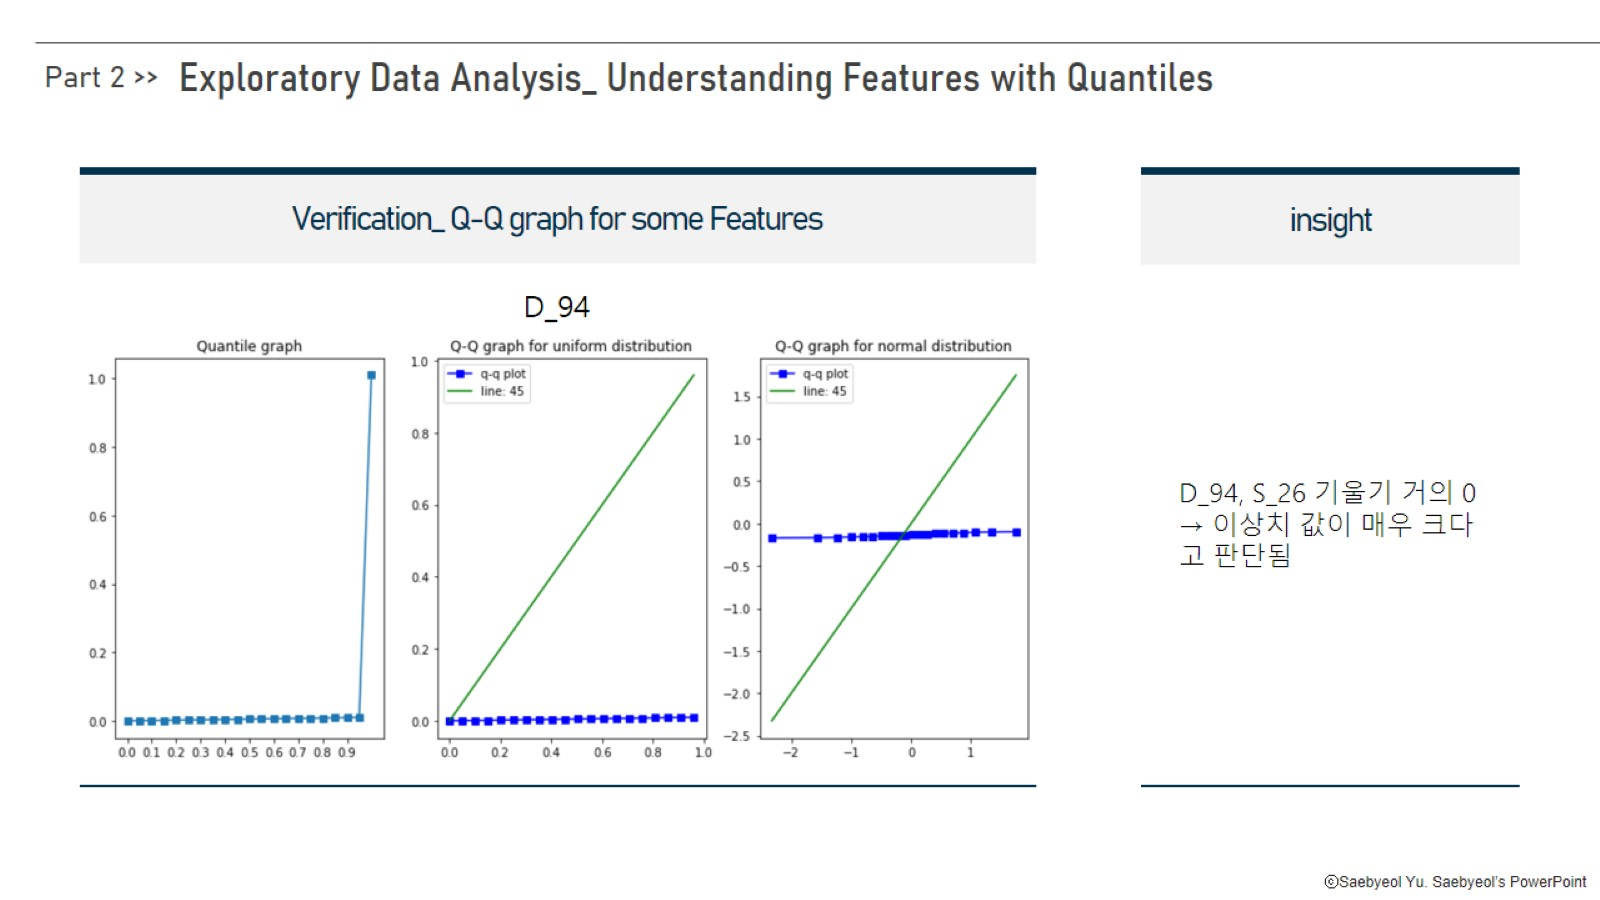 Part 2 >> Exploratory Data Analysis_ Understanding Features with Quantiles
Verification_ Q-Q graph for some Features
insight
D_94
Quantile graph
1.0
0.8
0.6
0.4
0.2
0.0
0.0 0.1 0.2 0.3 0.4 0.5 0.6 0.7 0.8 0.9
Q-Q graph for uniform distribution
q-q plot
line: 45
1.0
0.8
0.6
0.4
0.2
0.0
0.0 0.2 0.4 0.6 0.8 1.0
Q-Q graph for normal distribution
q-q plot
line: 45
1.5
1.0
0.5
0.0
−0.5
−1.0
−1.5
−2.0
−2.5
−2 −1 0 1
D_94, S_26 기울기 거의 0
→ 이상치 값이 매우 크다
고 판단됨
ⓒSaebyeol Yu. Saebyeol's PowerPoint